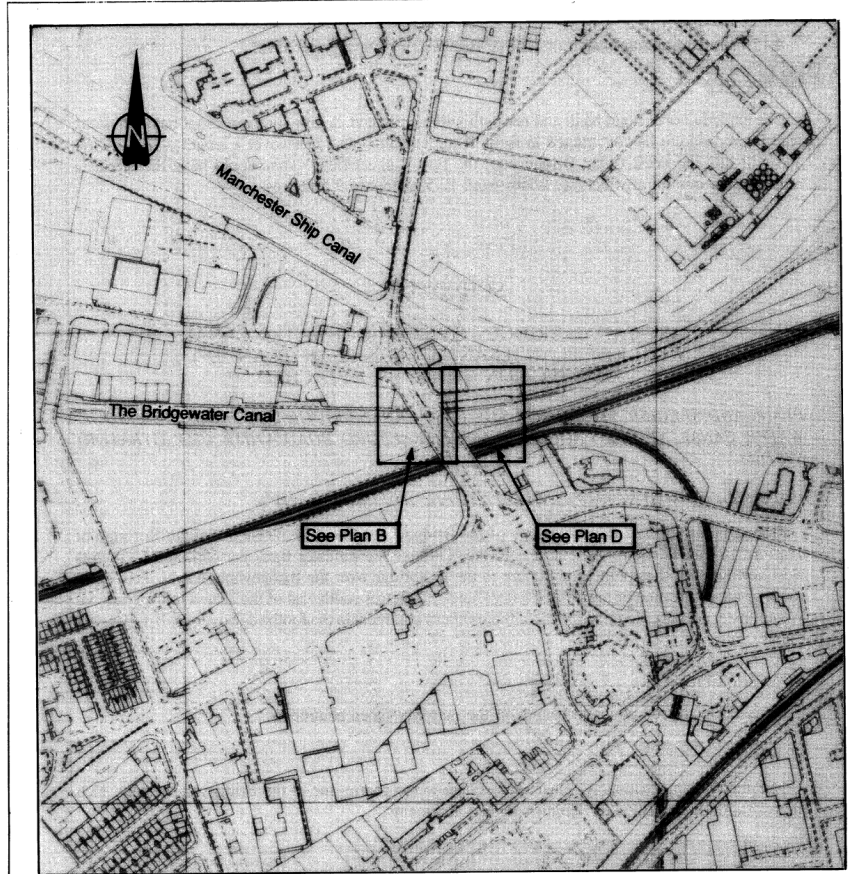 N
Manchester Ship Canal
The Bridgewater Canal
See Plan B
See Plan D